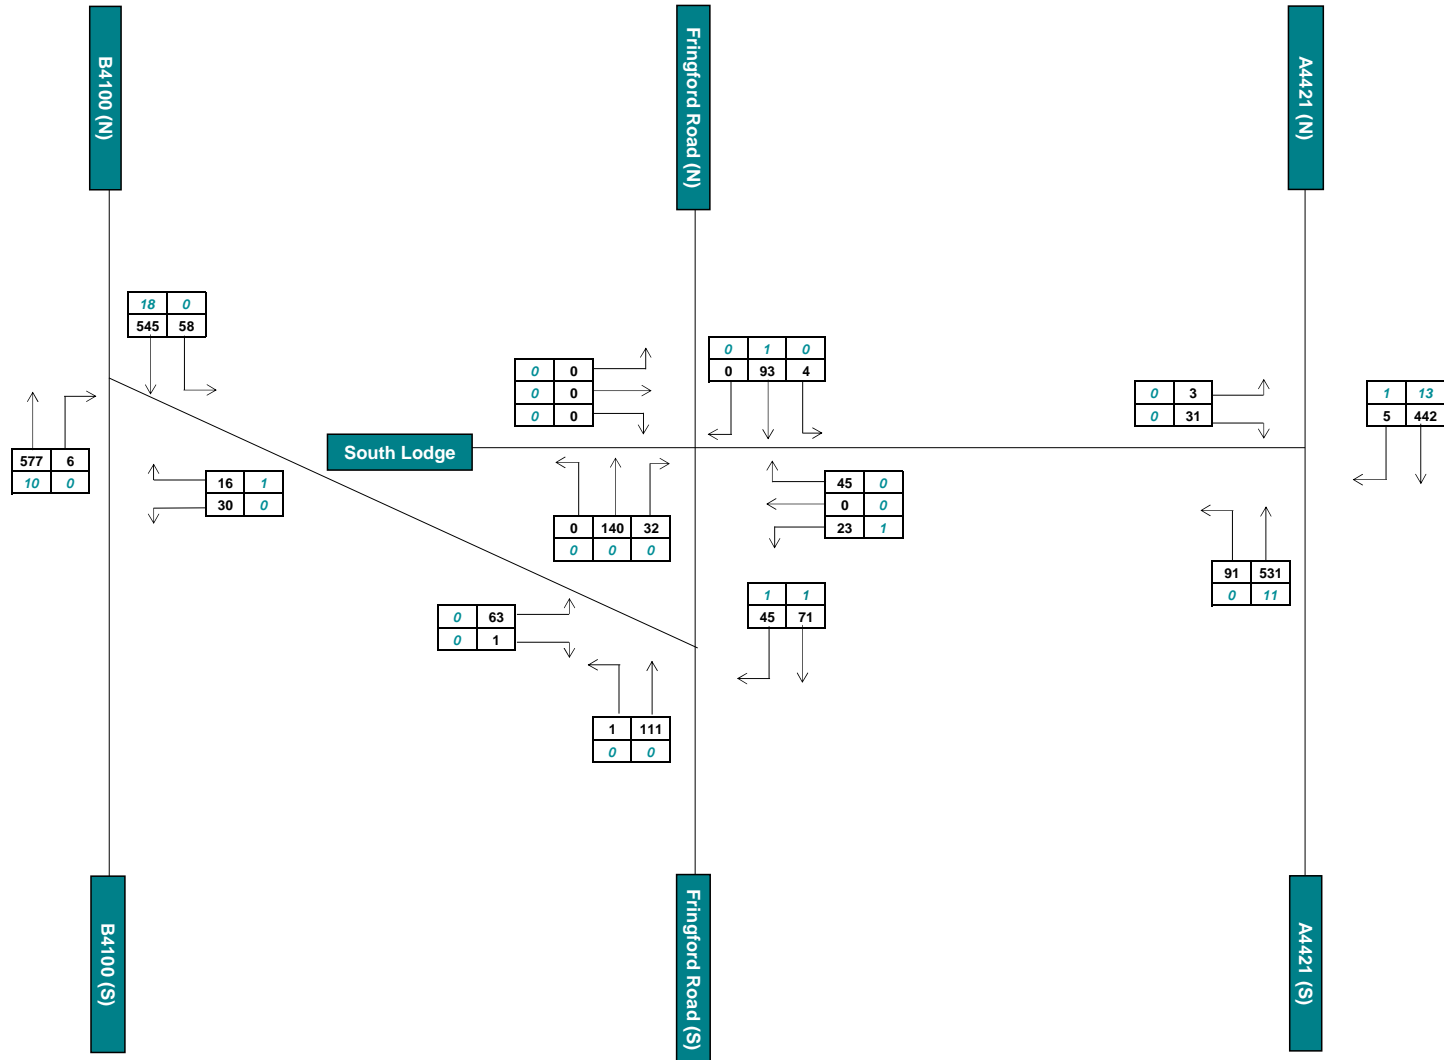 B4100 (N)
Fringford Road (N)
A4421 (N)
18 0
545 58
577 6
10 0
16 1
30 0
South Lodge
0 0
0 0
0 0
0 1 0
0 93 4
0 140 32
0 0 0
45 0
0 0
23 1
0 63
0 1
1 1
45 71
1 111
0 0
0 3
0 31
1 13
5 442
91 531
0 11
B4100 (S)
Fringford Road (S)
A4421 (S)